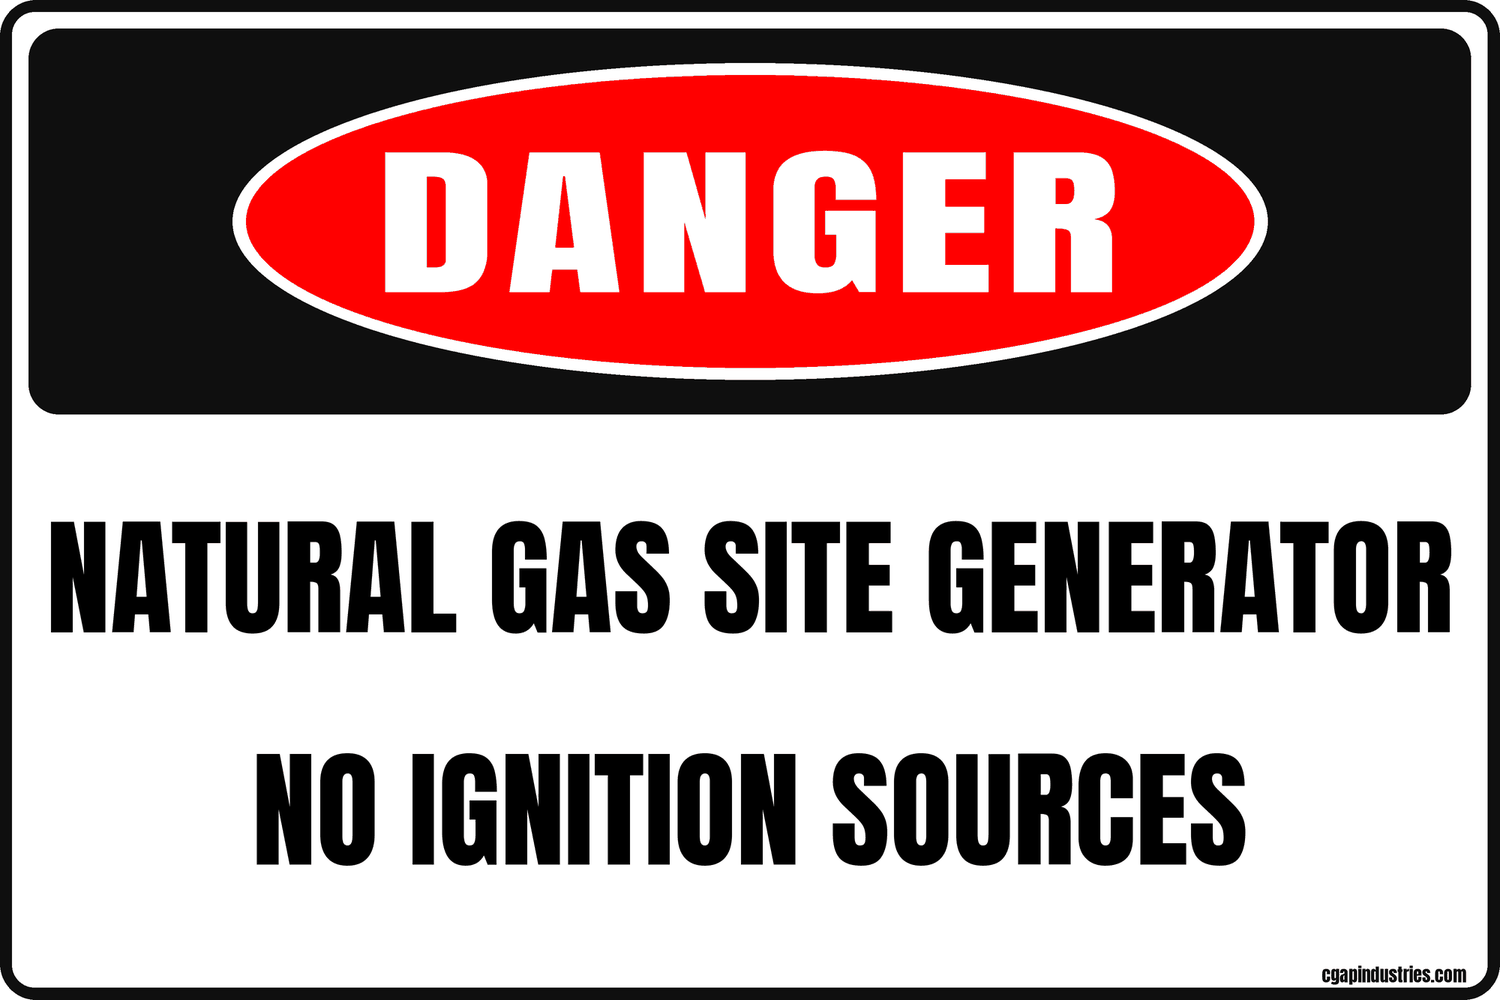 DANGER
NATURAL GAS SITE GENERATOR
NO IGNITION SOURCES
cgapindustries.com